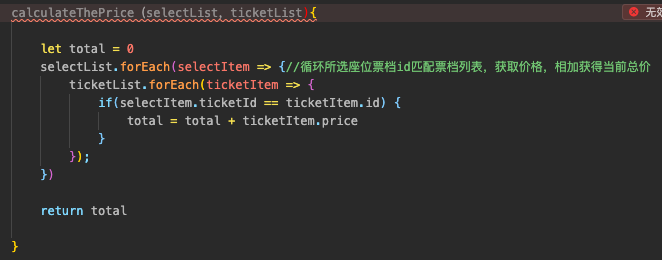 calculateThePrice (selectList, ticketList){
无效
let total = 0
selectList.forEach(selectItem => {//循环所选座位票档id匹配票档列表，获取价格，相加获得当前总价
ticketList.forEach(ticketItem => {
if(selectItem.ticketId == ticketItem.id) {
total = total + ticketItem.price
}
});
})
return total
}